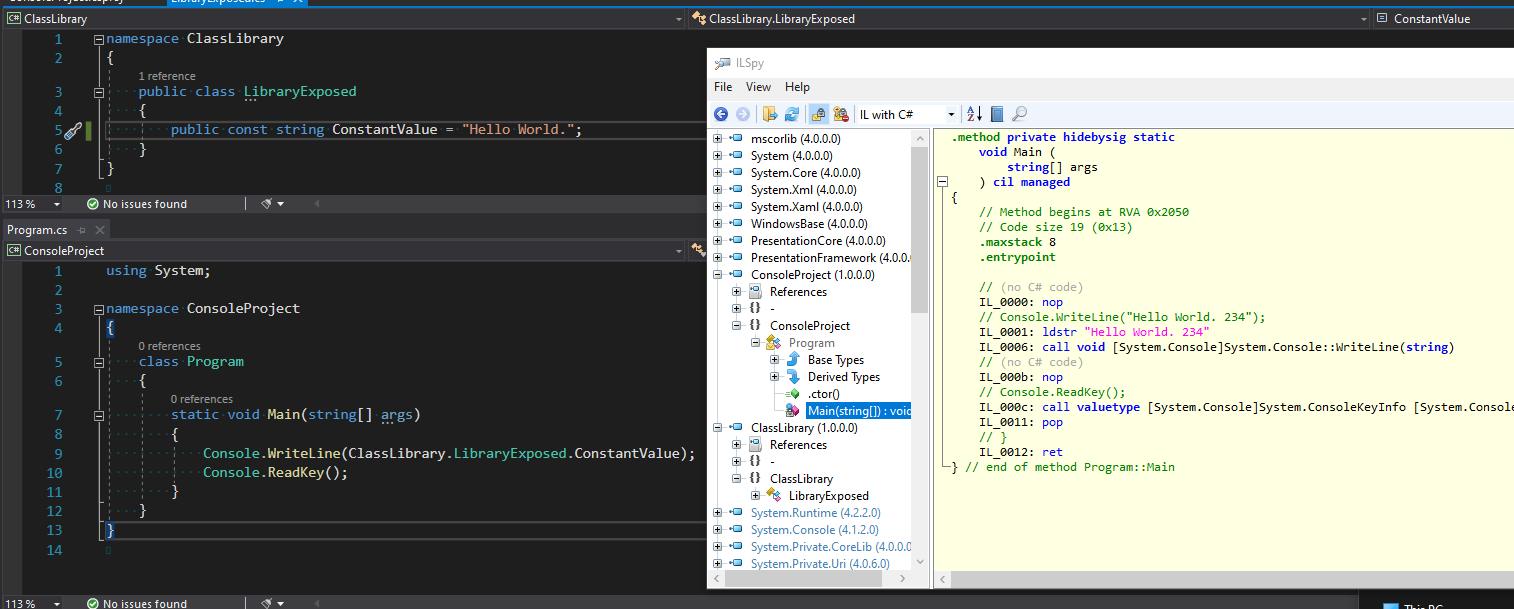 LibraryExposed.cs
ClassLibrary
ClassLibrary.LibraryExposed
ConstantValue
1 namespace ClassLibrary
2 {
1 reference
3 public class LibraryExposed
4 {
5 public const string ConstantValue = "Hello World.";
6 }
7 }
8
113 %
No issues found
Program.cs
ConsoleProject
1 using System;
2
3 namespace ConsoleProject
4 {
0 references
5 class Program
6 {
0 references
7 static void Main(string[] args)
8 {
9 Console.WriteLine(ClassLibrary.LibraryExposed.ConstantValue);
10 Console.ReadKey();
11 }
12 }
13 }
14
113 %
No issues found
ILSpy
File View Help
IL with C#
mscorlib (4.0.0.0)
System (4.0.0.0)
System.Core (4.0.0.0)
System.Xml (4.0.0.0)
System.Xaml (4.0.0.0)
WindowsBase (4.0.0.0)
PresentationCore (4.0.0.0)
PresentationFramework (4.0.0.
ConsoleProject (1.0.0.0)
References
{} -
{} ConsoleProject
Program
Base Types
Derived Types
.ctor()
Main(string[]) : void
ClassLibrary (1.0.0.0)
References
{} -
{} ClassLibrary
LibraryExposed
System.Runtime (4.2.2.0)
System.Console (4.1.2.0)
System.Private.CoreLib (4.0.0.0
System.Private.Uri (4.0.6.0)
.method private hidebysig static
void Main (
string[] args
) cil managed
{
// Method begins at RVA 0x2050
// Code size 19 (0x13)
.maxstack 8
.entrypoint
// (no C# code)
IL_0000: nop
// Console.WriteLine("Hello World. 234");
IL_0001: ldstr "Hello World. 234"
IL_0006: call void [System.Console]System.Console::WriteLine(string)
// (no C# code)
IL_000b: nop
// Console.ReadKey();
IL_000c: call valuetype [System.Console]System.ConsoleKeyInfo [System.Conso
IL_0011: pop
// }
IL_0012: ret
} // end of method Program::Main
This PC